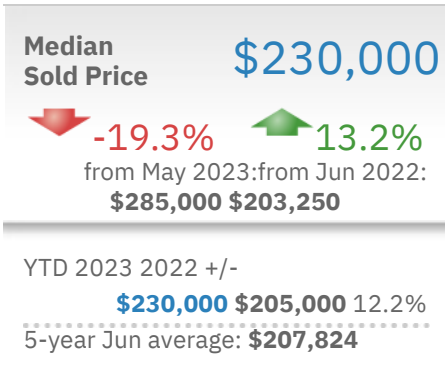 Median
Sold Price
$230,000
-19.3% 13.2%
from May 2023:from Jun 2022:
$285,000 $203,250
YTD 2023 2022 +/-
$230,000 $205,000 12.2%
5-year Jun average: $207,824